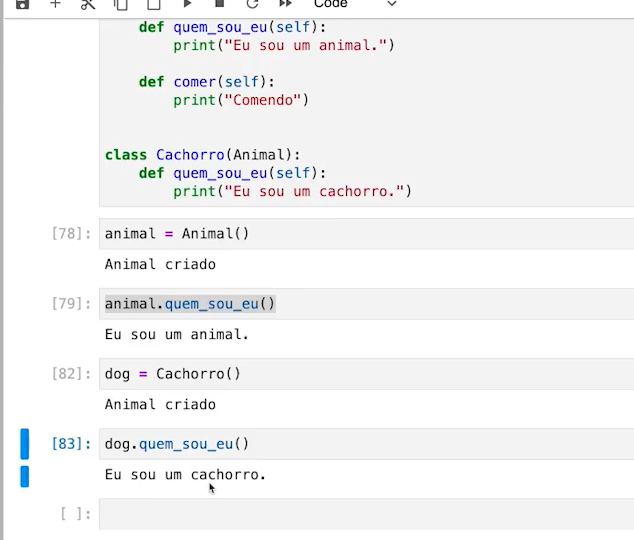 Code
def quem_sou_eu(self):
print("Eu sou um animal.")
def comer(self):
print("Comendo")
class Cachorro(Animal):
def quem_sou_eu(self):
print("Eu sou um cachorro.")
[78]: animal = Animal()
Animal criado
[79]: animal.quem_sou_eu()
Eu sou um animal.
[82]: dog = Cachorro()
Animal criado
[83]: dog.quem_sou_eu()
Eu sou um cachorro.
[ ]: